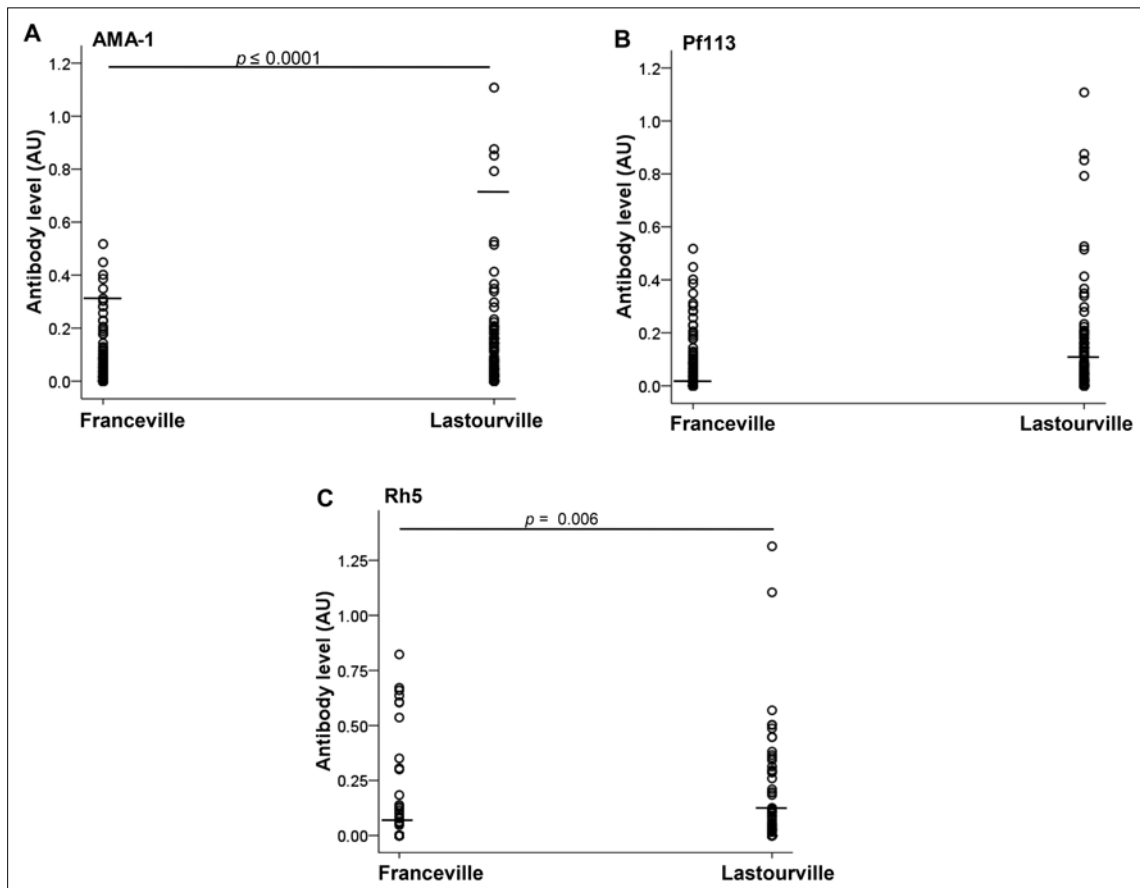 A
AMA-1
p ≤ 0.0001
1.2
1.0
0.8
0.6
0.4
0.2
0.0
Antibody level (AU)
Franceville
Lastourville
B
Pf113
1.2
1.0
0.8
0.6
0.4
0.2
0.0
Antibody level (AU)
Franceville
Lastourville
C
Rh5
p = 0.006
1.25
1.00
0.75
0.50
0.25
0.00
Antibody level (AU)
Franceville
Lastourville